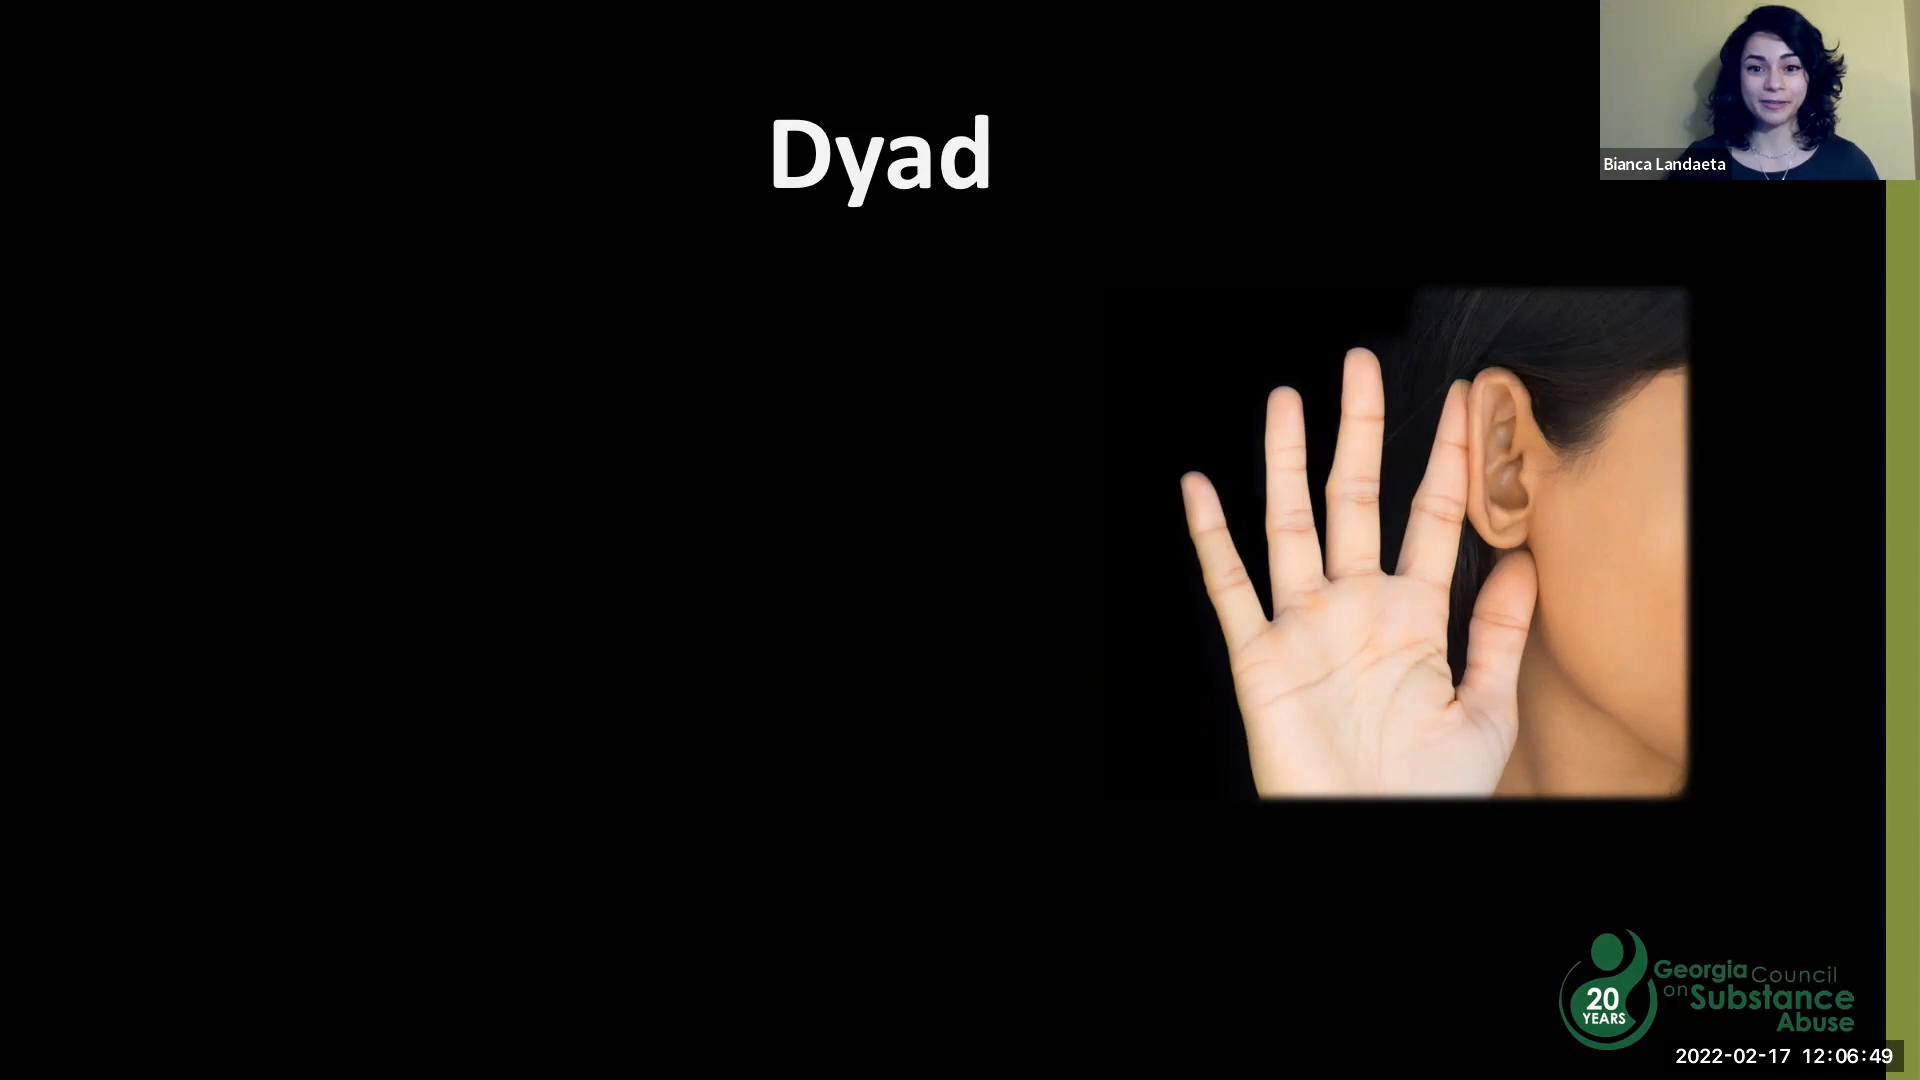 Dyad
Bianca Landaeta
Georgia Council
on Substance
Abuse
20
YEARS
2022-02-17 12:06:49